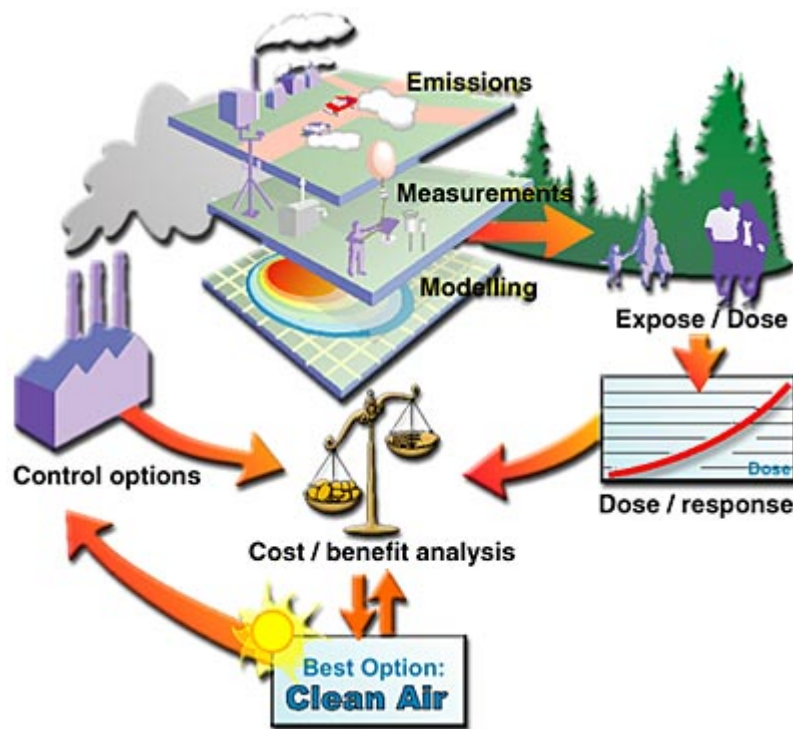 Emissions
Measurements
Modelling
Expose / Dose
Dose
Dose / response
Control options
Cost / benefit analysis
Best Option:
Clean Air